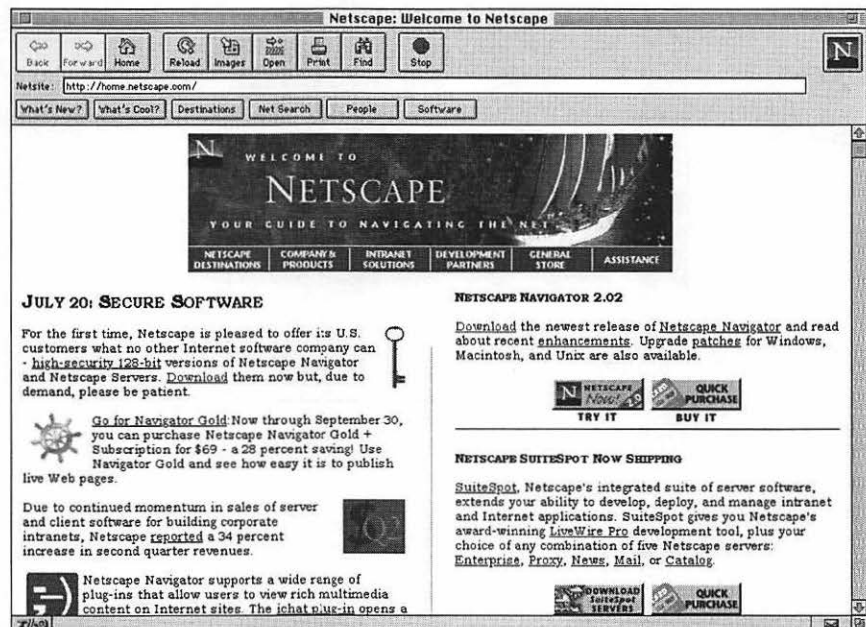 Netscape: Welcome to Netscape
Back Forward Home Reload Images Open Print Find Stop
N
Netsite: http://home.netscape.com/
What's New? What's Cool? Destinations Net Search People Software
N
WELCOME TO
NETSCAPE
YOUR GUIDE TO NAVIGATING THE NET
NETSCAPE DESTINATIONS
COMPANY & PRODUCTS
INTRANET SOLUTIONS
DEVELOPMENT PARTNERS
GENERAL STORE
ASSISTANCE
JULY 20: SECURE SOFTWARE
For the first time, Netscape is pleased to offer its U.S.
customers what no other Internet software company can
- high-security 128-bit versions of Netscape Navigator
and Netscape Servers. Download them now but, due to
demand, please be patient.
Go for Navigator Gold:Now through September 30,
you can purchase Netscape Navigator Gold +
Subscription for $69 - a 28 percent saving! Use
Navigator Gold and see how easy it is to publish
live Web pages.
Due to continued momentum in sales of server
and client software for building corporate
intranets, Netscape reported a 34 percent
increase in second quarter revenues.
Q2
Netscape Navigator supports a wide range of
plug-ins that allow users to view rich multimedia
content on Internet sites. The ichat plug-in opens a
NETSCAPE NAVIGATOR 2.02
Download the newest release of Netscape Navigator and read
about recent enhancements. Upgrade patches for Windows,
Macintosh, and Unix are also available.
N NETSCAPE Now! 2.0
QUICK PURCHASE
TRY IT BUY IT
NETSCAPE SUITESPOT NOW SHIPPING
SuiteSpot, Netscape's integrated suite of server software,
extends your ability to develop, deploy, and manage intranet
and Internet applications. SuiteSpot gives you Netscape's
award-winning LiveWire Pro development tool, plus your
choice of any combination of five Netscape servers:
Enterprise, Proxy, News, Mail, or Catalog.
DOWNLOAD SuiteSpot SERVERS
QUICK PURCHASE